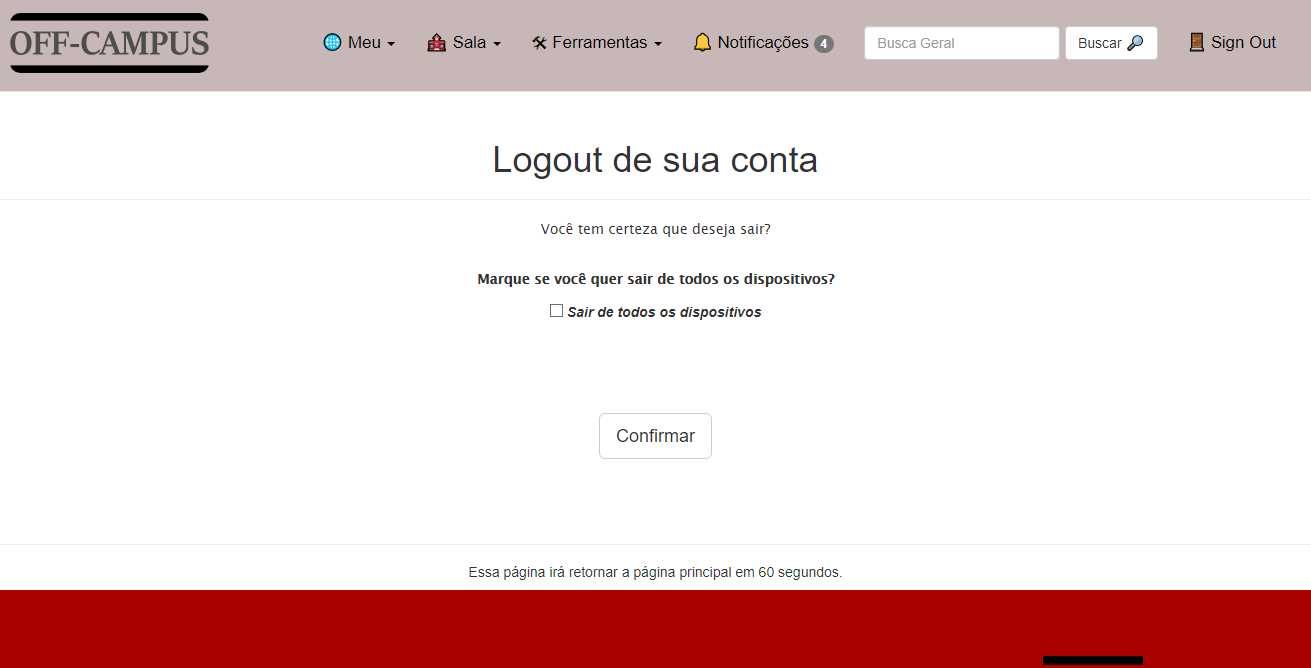 OFF-CAMPUS
Meu
Sala
Ferramentas
Notificações 4
Busca Geral
Buscar
Sign Out
Logout de sua conta
Você tem certeza que deseja sair?
Marque se você quer sair de todos os dispositivos?
Sair de todos os dispositivos
Confirmar
Essa página irá retornar a página principal em 60 segundos.